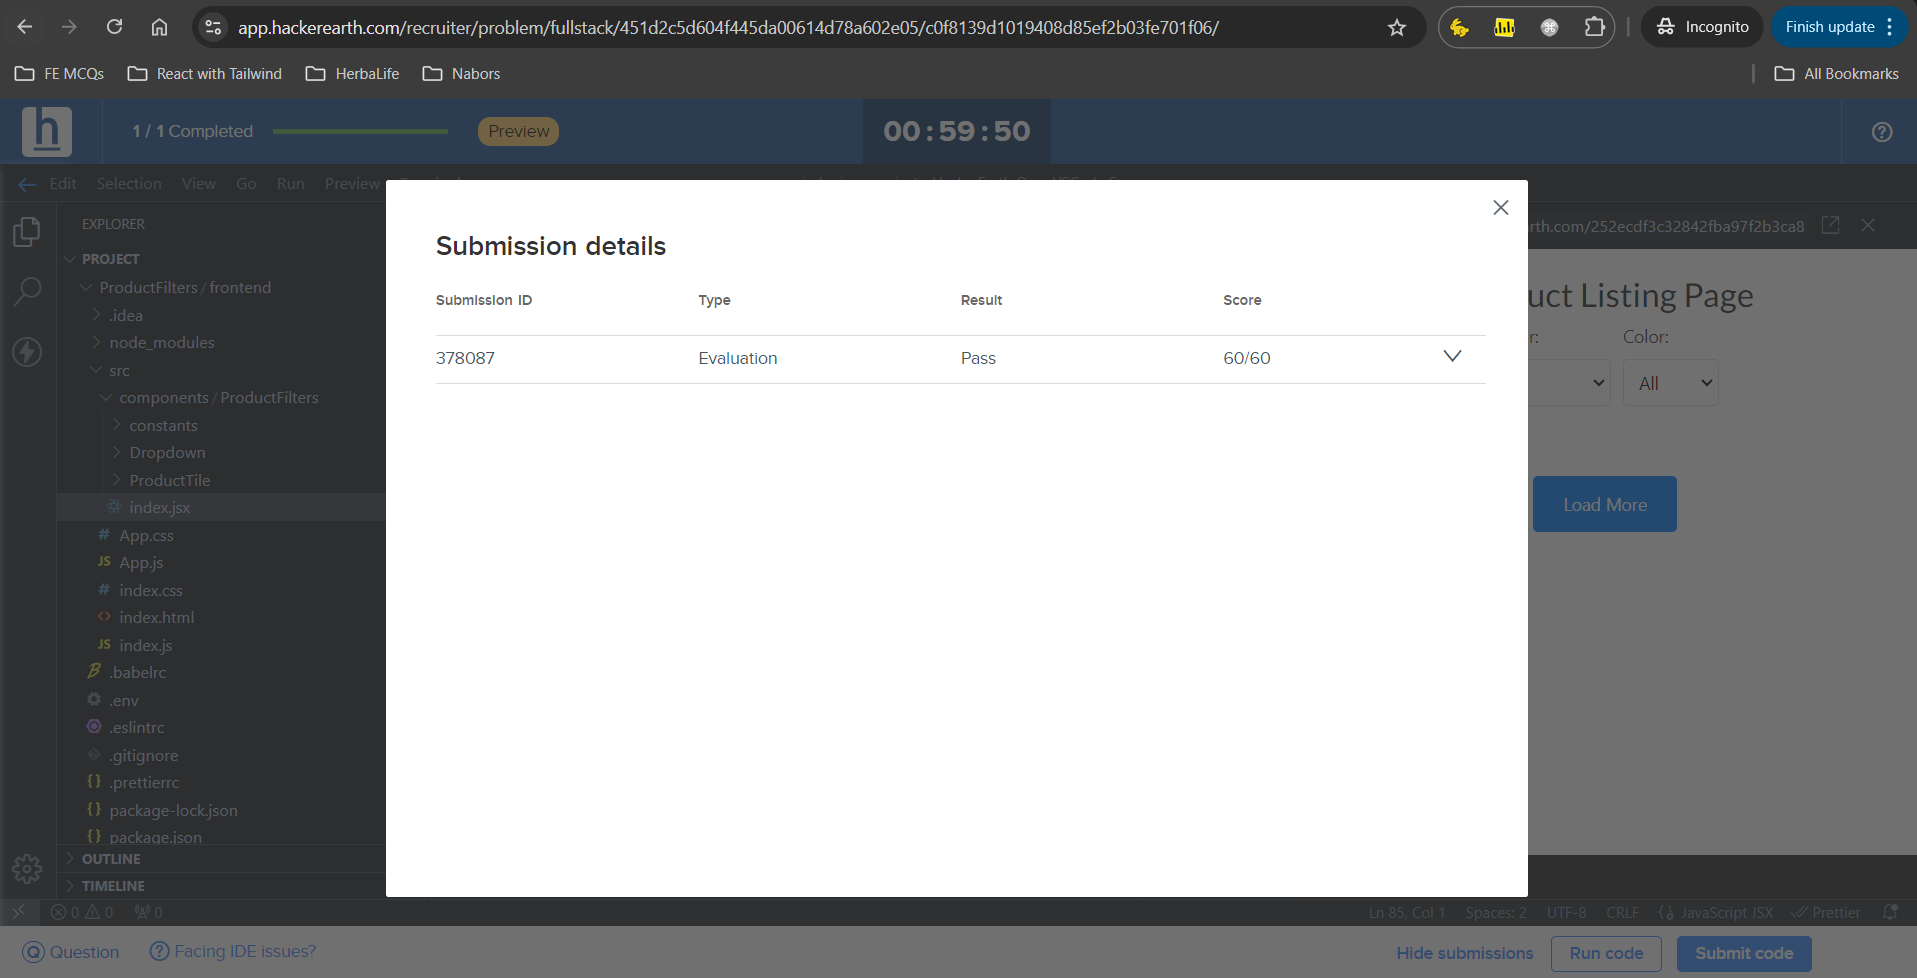 app.hackerearth.com/recruiter/problem/fullstack/451d2c5d604f445da00614d78a602e05/c0f8139d1019408d85ef2b03fe701f06/
Incognito
Finish update
FE MCQs
React with Tailwind
HerbaLife
Nabors
All Bookmarks
h
1 / 1 Completed
Preview
00:59:50
Edit
Selection
View
Go
Run
Preview
EXPLORER
PROJECT
ProductFilters / frontend
.idea
node_modules
src
components / ProductFilters
constants
Dropdown
ProductTile
index.jsx
App.css
JS App.js
index.css
index.html
JS index.js
.babelrc
.env
.eslintrc
.gitignore
.prettierrc
package-lock.json
package.json
OUTLINE
TIMELINE
Submission details
Submission ID Type Result Score
378087 Evaluation Pass 60/60
rth.com/252ecdf3c32842fba97f2b3ca8
uct Listing Page
r:
Color:
All
Load More
0 0 0
Ln 85, Col 1
Spaces: 2
UTF-8
CRLF
JavaScript JSX
Prettier
Question
Facing IDE issues?
Hide submissions
Run code
Submit code